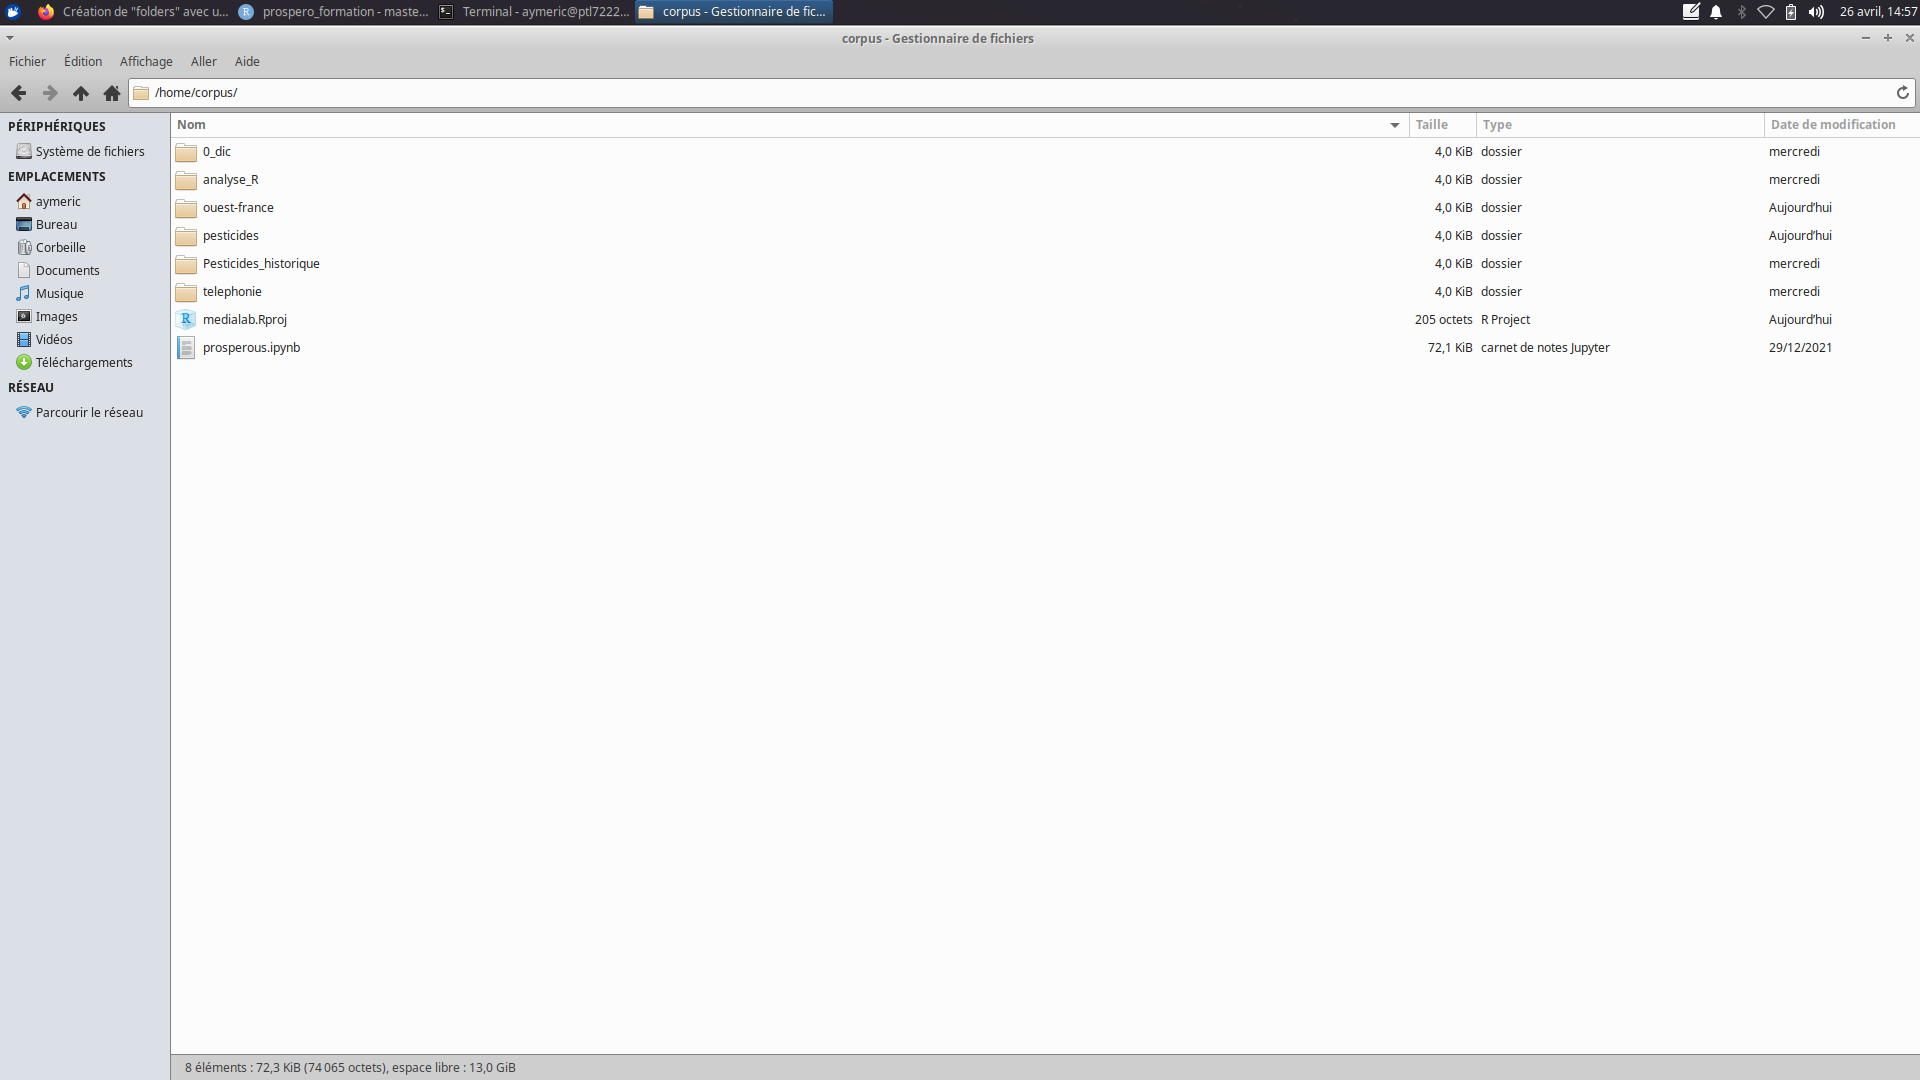 Création de "folders" avec u... prospero_formation - maste... Terminal - aymeric@ptl7222... corpus - Gestionnaire de fic... 26 avril, 14:57
corpus - Gestionnaire de fichiers
Fichier Édition Affichage Aller Aide
/home/corpus/
PÉRIPHÉRIQUES
Système de fichiers
EMPLACEMENTS
aymeric
Bureau
Corbeille
Documents
Musique
Images
Vidéos
Téléchargements
RÉSEAU
Parcourir le réseau
Nom Taille Type Date de modification
0_dic 4,0 KiB dossier mercredi
analyse_R 4,0 KiB dossier mercredi
ouest-france 4,0 KiB dossier Aujourd’hui
pesticides 4,0 KiB dossier Aujourd’hui
Pesticides_historique 4,0 KiB dossier mercredi
telephonie 4,0 KiB dossier mercredi
medialab.Rproj 205 octets R Project Aujourd’hui
prosperous.ipynb 72,1 KiB carnet de notes Jupyter 29/12/2021
8 éléments : 72,3 KiB (74 065 octets), espace libre : 13,0 GiB